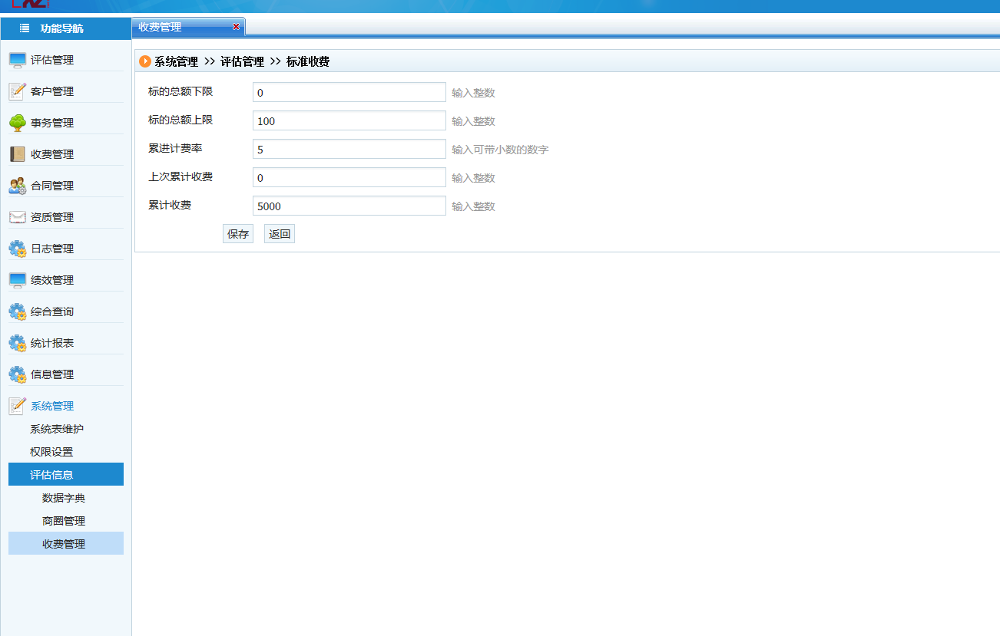 功能导航
收费管理
评估管理
客户管理
事务管理
收费管理
合同管理
资质管理
日志管理
绩效管理
综合查询
统计报表
信息管理
系统管理
系统表维护
权限设置
评估信息
数据字典
商圈管理
收费管理
系统管理 >> 评估管理 >> 标准收费
标的总额下限 0 输入整数
标的总额上限 100 输入整数
累进计费率 5 输入可带小数的数字
上次累计收费 0 输入整数
累计收费 5000 输入整数
保存 返回